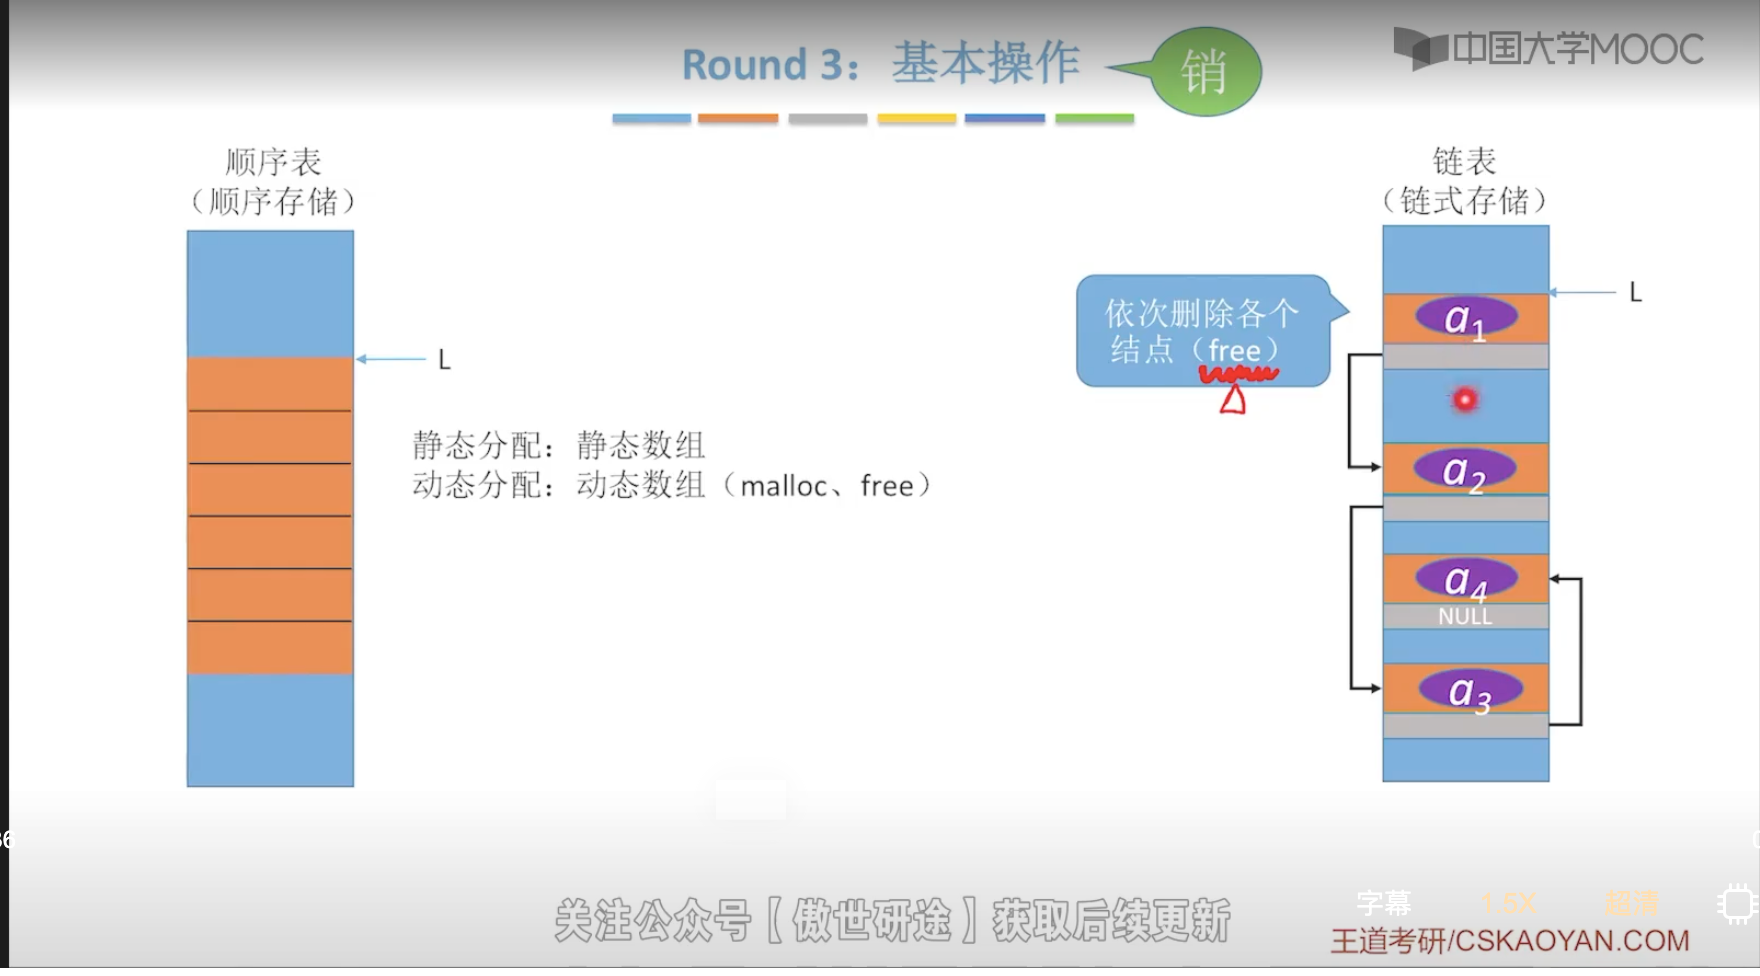 Round 3：基本操作
销
中国大学MOOC
顺序表
（顺序存储）
L
静态分配：静态数组
动态分配：动态数组（malloc、free）
链表
（链式存储）
依次删除各个
结点（free）
L
a1
a2
a4
NULL
a3
字幕
1.5X
超清
关注公众号【傲世研途】获取后续更新
王道考研/CSKAOYAN.COM